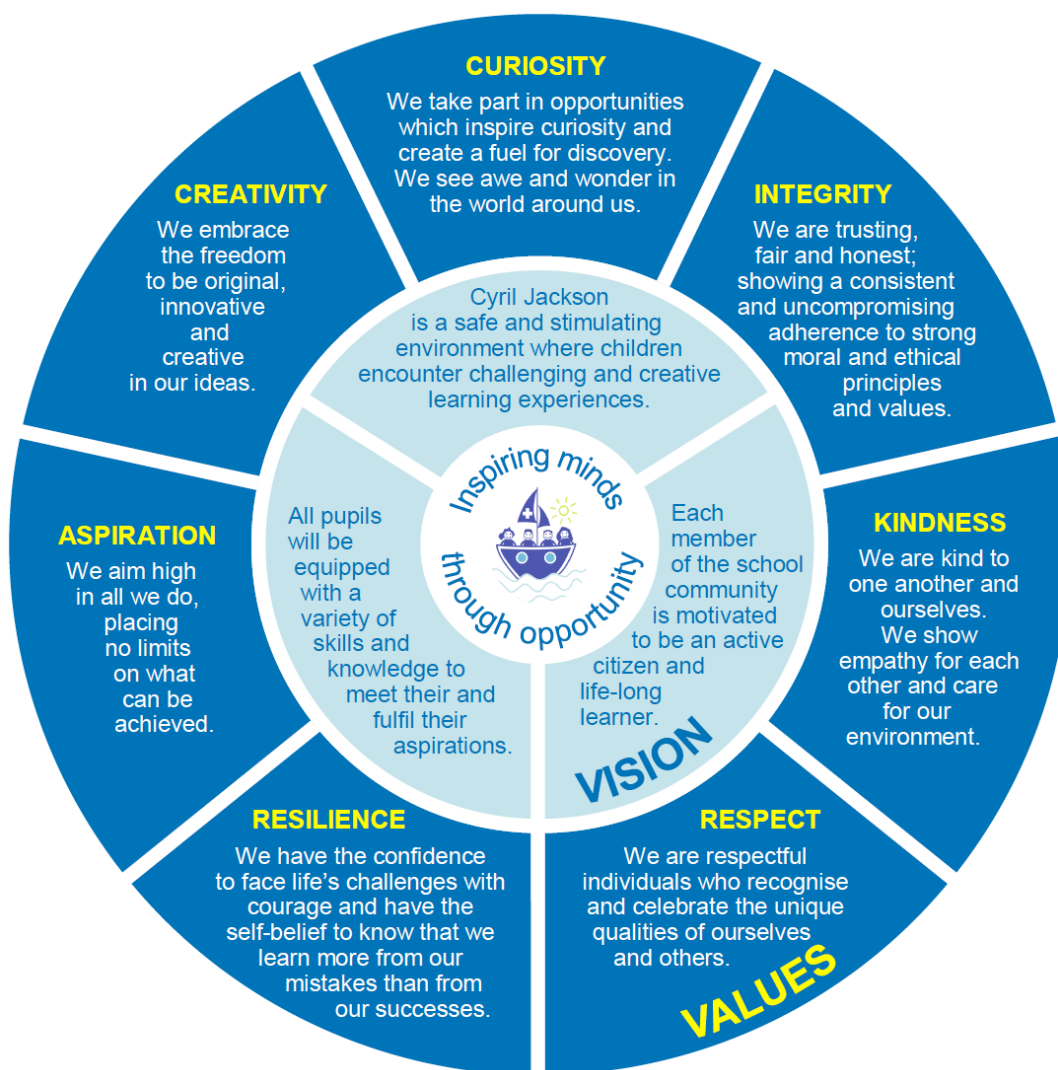 CURIOSITY
We take part in opportunities
which inspire curiosity and
create a fuel for discovery.
We see awe and wonder in
the world around us.
INTEGRITY
We are trusting,
fair and honest;
showing a consistent
and uncompromising
adherence to strong
moral and ethical
principles
and values.
KINDNESS
We are kind to
one another and
ourselves.
We show
empathy for each
other and care
for our
environment.
RESPECT
We are respectful
individuals who recognise
and celebrate the unique
qualities of ourselves
and others.
VALUES
RESILIENCE
We have the confidence
to face life's challenges with
courage and have the
self-belief to know that we
learn more from our
mistakes than from
our successes.
ASPIRATION
We aim high
in all we do,
placing
no limits
on what
can be
achieved.
CREATIVITY
We embrace
the freedom
to be original,
innovative
and
creative
in our ideas.
Cyril Jackson
is a safe and stimulating
environment where children
encounter challenging and creative
learning experiences.
Each
member
of the school
community
is motivated
to be an active
citizen and
life-long
learner.
VISION
All pupils
will be
equipped
with a
variety of
skills and
knowledge to
meet their and
fulfil their
aspirations.
Inspiring minds
through opportunity